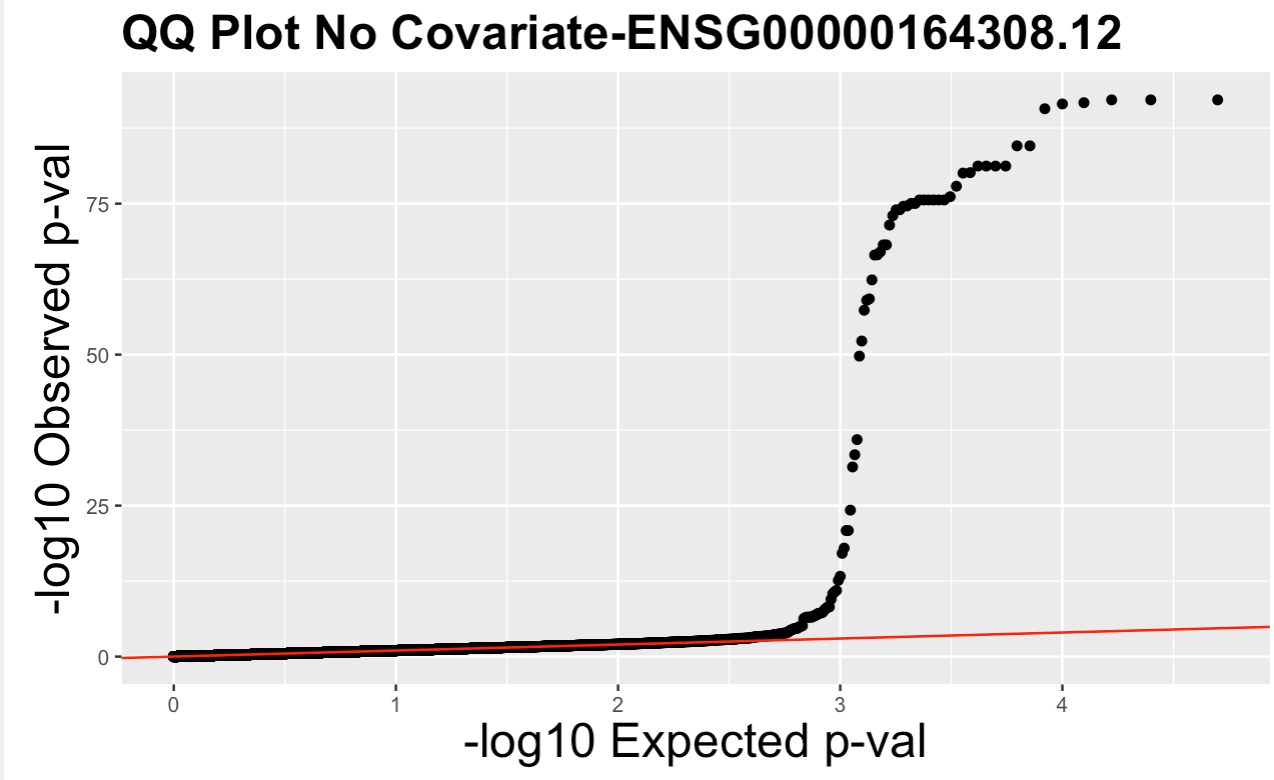 QQ Plot No Covariate-ENSG00000164308.12
-log10 Observed p-val
75
50
25
0
0 1 2 3 4
-log10 Expected p-val